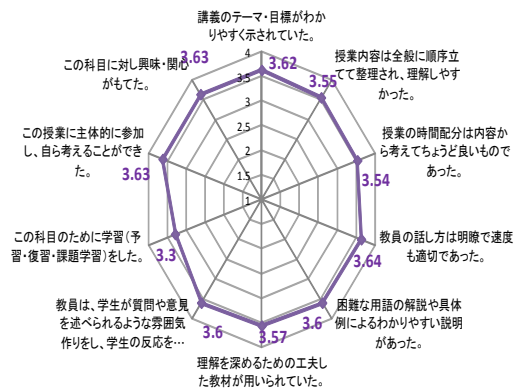 講義のテーマ・目標がわか
りやすく示されていた。
3.62
授業内容は全般に順序立
てて整理され、理解しやす
かった。
3.55
授業の時間配分は内容か
ら考えてちょうど良いもので
あった。
3.54
教員の話し方は明瞭で速度
も適切であった。
3.64
困難な用語の解説や具体
例によるわかりやすい説明
があった。
3.6
理解を深めるための工夫し
た教材が用いられていた。
3.57
教員は、学生が質問や意見
を述べられるような雰囲気
作りをし、学生の反応を…
3.6
この科目のために学習(予
習・復習・課題学習)をした。
3.3
この授業に主体的に参加
し、自ら考えることができ
た。
3.63
この科目に対し興味・関心
がもてた。
3.63
4
3.5
3
2.5
2
1.5
1